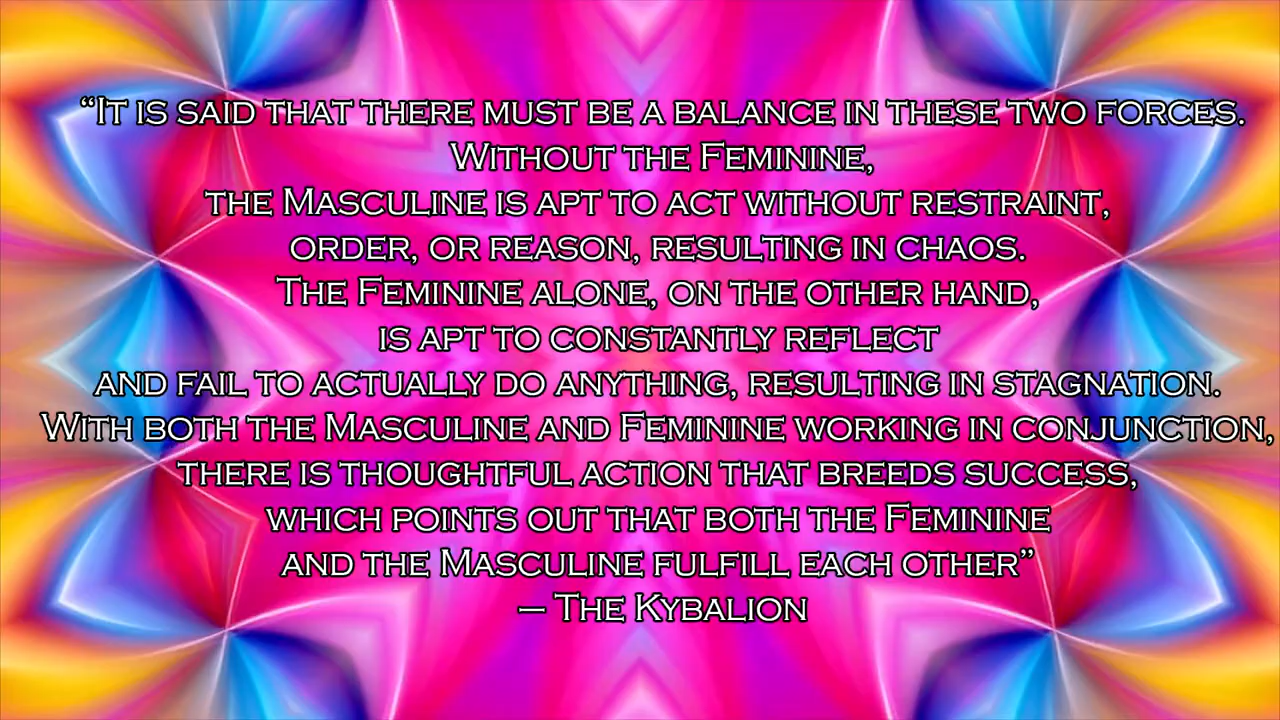 “It is said that there must be a balance in these two forces.
Without the Feminine,
the Masculine is apt to act without restraint,
order, or reason, resulting in chaos.
The Feminine alone, on the other hand,
is apt to constantly reflect
and fail to actually do anything, resulting in stagnation.
With both the Masculine and Feminine working in conjunction,
there is thoughtful action that breeds success,
which points out that both the Feminine
and the Masculine fulfill each other”
– The Kybalion